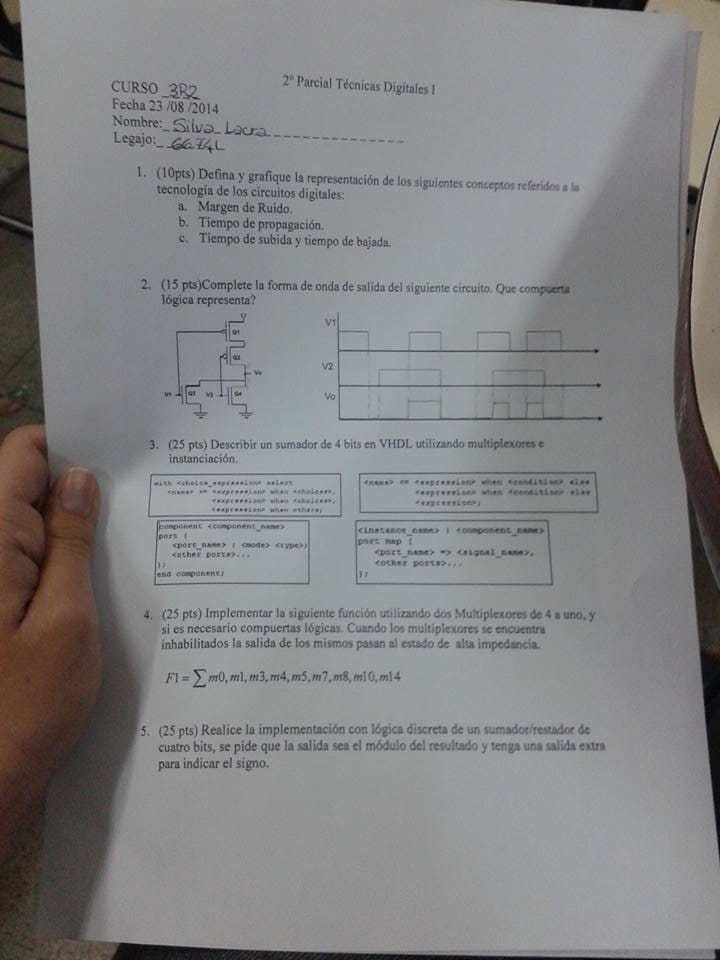 2º Parcial Técnicas Digitales I
CURSO 3R2
Fecha 23 /08 /2014
Nombre: Silva Lacra
Legajo:
1. (10pts) Defina y grafique la representación de los siguientes conceptos referidos a la
tecnología de los circuitos digitales:
a. Margen de Ruido.
b. Tiempo de propagación.
c. Tiempo de subida y tiempo de bajada.
2. (15 pts)Complete la forma de onda de salida del siguiente circuito. Que compuerta
lógica representa?
Q1
Q2
Vo
V1 Q3 V2 Q4
V1
V2
Vo
3. (25 pts) Describir un sumador de 4 bits en VHDL utilizando multiplexores e
instanciación.
with <choice_expression> select
<name> <= <expression> when <choices>,
<expression> when <choices>,
<expression> when others;
<name> <= <expression> when <condition> else
<expression> when <condition> else
<expression>;
component <component_name>
port (
<port_name> : <mode> <type>;
<other ports>...
);
end component;
<instance_name> : <component_name>
port map (
<port_name> => <signal_name>,
<other ports>...
);
4. (25 pts) Implementar la siguiente función utilizando dos Multiplexores de 4 a uno, y
si es necesario compuertas lógicas. Cuando los multiplexores se encuentra
inhabilitados la salida de los mismos pasan al estado de alta impedancia.
F1 = ∑ m0, m1, m3, m4, m5, m7, m8, m10, m14
5. (25 pts) Realice la implementación con lógica discreta de un sumador/restador de
cuatro bits, se pide que la salida sea el módulo del resultado y tenga una salida extra
para indicar el signo.